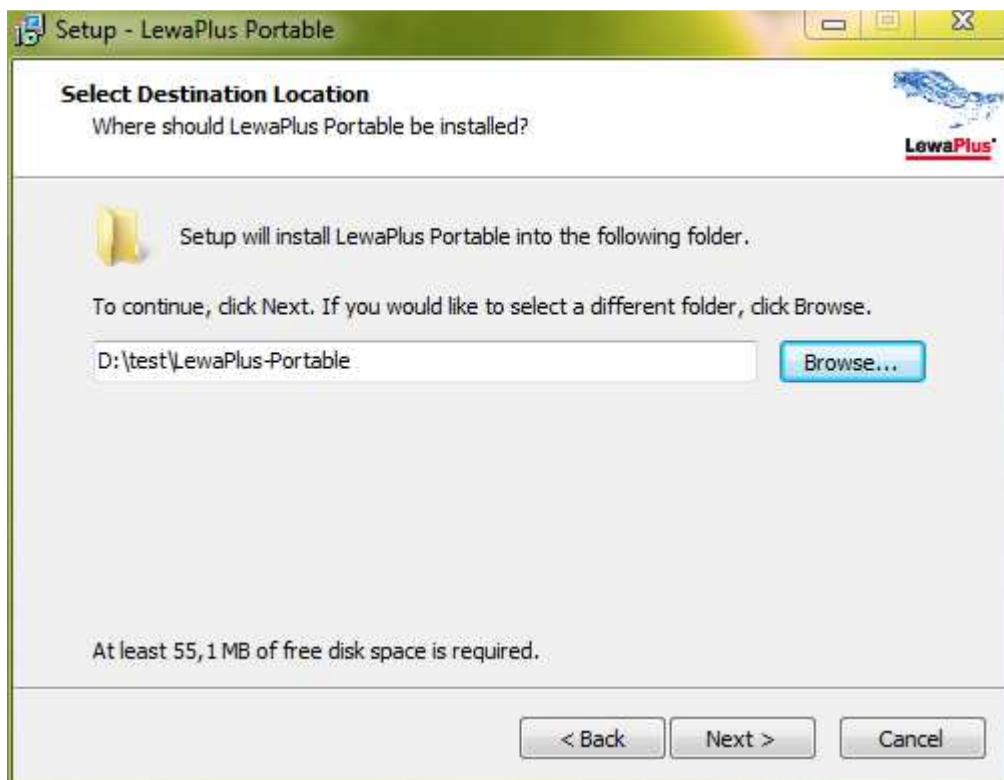 Setup - LewaPlus Portable
Select Destination Location
Where should LewaPlus Portable be installed?
LewaPlus
Setup will install LewaPlus Portable into the following folder.
To continue, click Next. If you would like to select a different folder, click Browse.
D:\test\LewaPlus-Portable
Browse...
At least 55,1 MB of free disk space is required.
< Back
Next >
Cancel